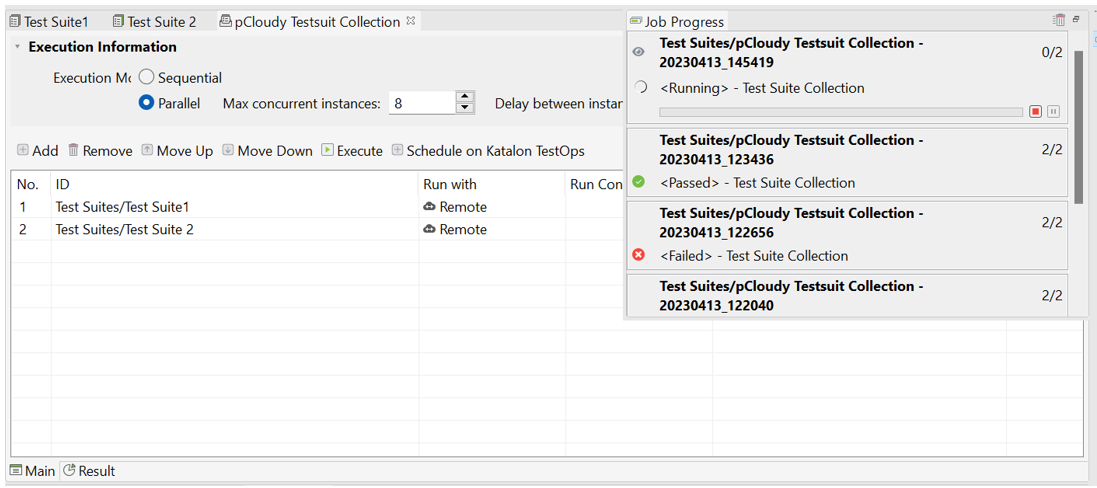 Test Suite1 Test Suite 2 pCloudy Testsuit Collection
Execution Information
Execution Mo Sequential
Parallel Max concurrent instances: 8 Delay between instan
Add Remove Move Up Move Down Execute Schedule on Katalon TestOps
No. ID Run with Run Con
1 Test Suites/Test Suite1 Remote
2 Test Suites/Test Suite 2 Remote
Main Result
Job Progress
Test Suites/pCloudy Testsuit Collection - 0/2
20230413_145419
<Running> - Test Suite Collection
Test Suites/pCloudy Testsuit Collection - 2/2
20230413_123436
<Passed> - Test Suite Collection
Test Suites/pCloudy Testsuit Collection - 2/2
20230413_122656
<Failed> - Test Suite Collection
Test Suites/pCloudy Testsuit Collection - 2/2
20230413_122040